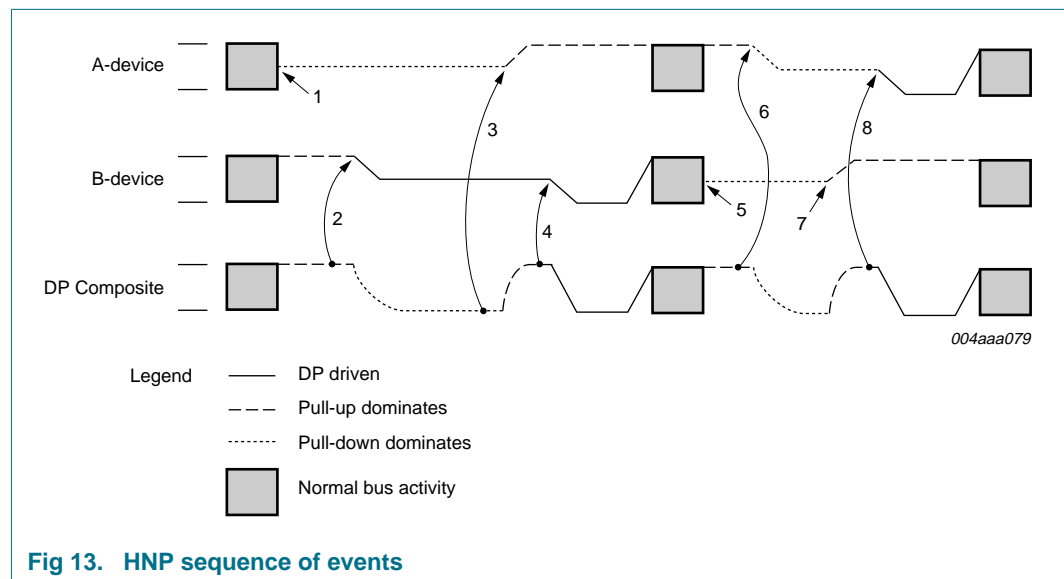 A-device
1
3
6
8
B-device
2
4
5
7
DP Composite
004aaa079
Legend
DP driven
Pull-up dominates
Pull-down dominates
Normal bus activity
Fig 13. HNP sequence of events